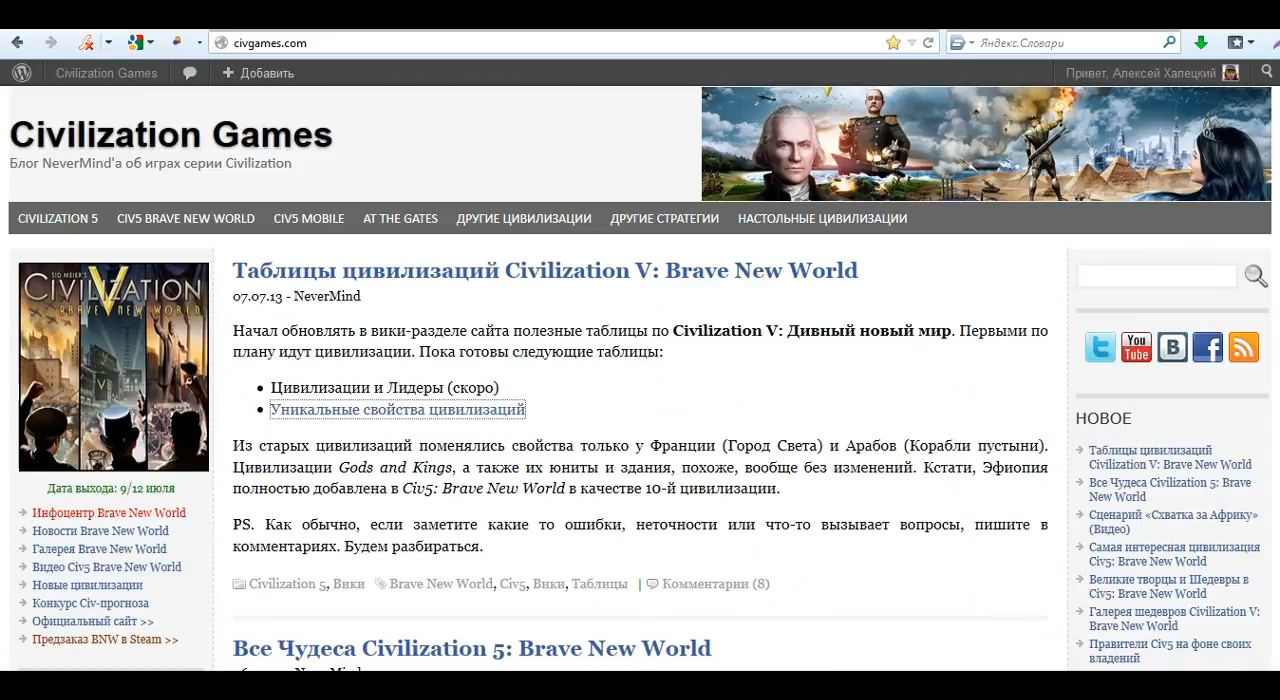 civgames.com
Яндекс.Словари
Civilization Games
Добавить
Привет, Алексей Халецкий
Civilization Games
Блог NeverMind'а об играх серии Civilization
CIVILIZATION 5 CIV5 BRAVE NEW WORLD CIV5 MOBILE AT THE GATES ДРУГИЕ ЦИВИЛИЗАЦИИ ДРУГИЕ СТРАТЕГИИ НАСТОЛЬНЫЕ ЦИВИЛИЗАЦИИ
SID MEIER'S
CIVILIZATION V
BRAVE NEW WORLD
Дата выхода: 9/12 июля
Инфоцентр Brave New World
Новости Brave New World
Галерея Brave New World
Видео Civ5 Brave New World
Новые цивилизации
Конкурс Civ-прогноза
Официальный сайт >>
Предзаказ BNW в Steam >>
Таблицы цивилизаций Civilization V: Brave New World
07.07.13 - NeverMind
Начал обновлять в вики-разделе сайта полезные таблицы по Civilization V: Дивный новый мир. Первыми по
плану идут цивилизации. Пока готовы следующие таблицы:
Цивилизации и Лидеры (скоро)
Уникальные свойства цивилизаций
Из старых цивилизаций поменялись свойства только у Франции (Город Света) и Арабов (Корабли пустыни).
Цивилизации Gods and Kings, а также их юниты и здания, похоже, вообще без изменений. Кстати, Эфиопия
полностью добавлена в Civ5: Brave New World в качестве 10-й цивилизации.
PS. Как обычно, если заметите какие то ошибки, неточности или что-то вызывает вопросы, пишите в
комментариях. Будем разбираться.
Civilization 5, Вики Brave New World, Civ5, Вики, Таблицы | Комментарии (8)
Все Чудеса Civilization 5: Brave New World
You
Tube
НОВОЕ
Таблицы цивилизаций
Civilization V: Brave New World
Все Чудеса Civilization 5: Brave
New World
Сценарий «Схватка за Африку»
(Видео)
Самая интересная цивилизация
Civ5: Brave New World
Великие творцы и Шедевры в
Civ5: Brave New World
Галерея шедевров Civilization V:
Brave New World
Правители Civ5 на фоне своих
владений